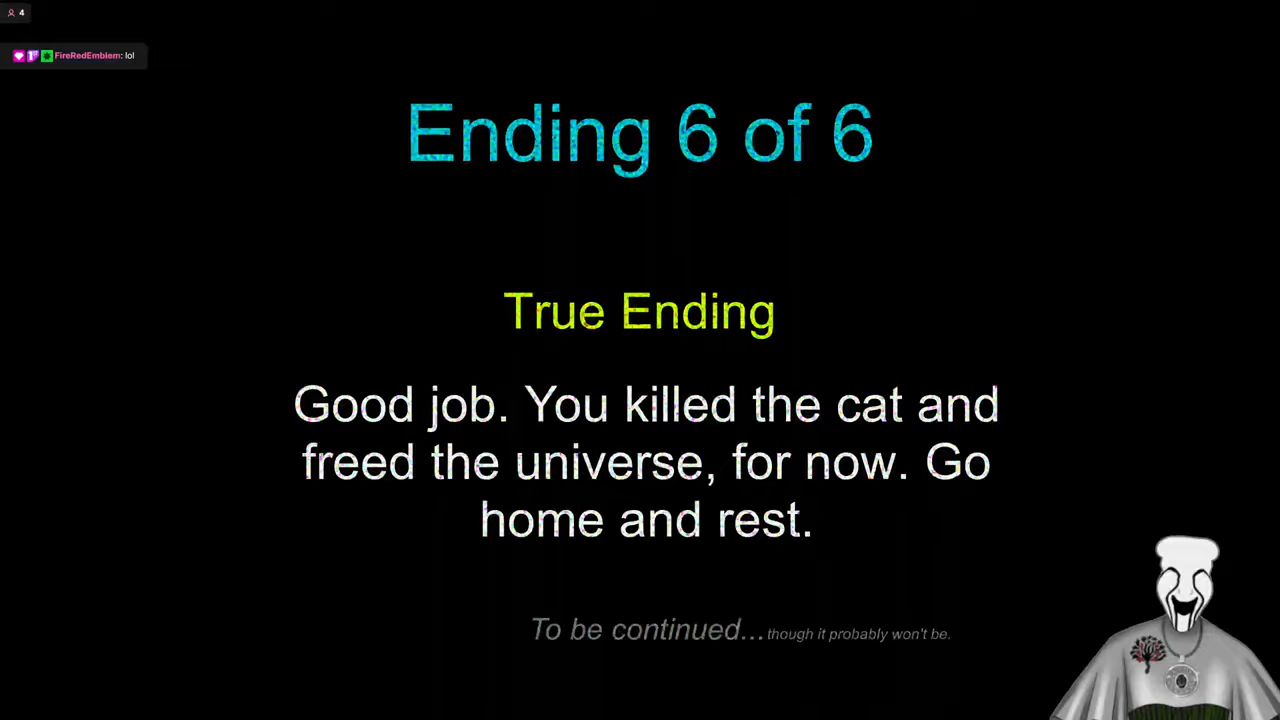 4
FireRedEmblem: lol
Ending 6 of 6
True Ending
Good job. You killed the cat and
freed the universe, for now. Go
home and rest.
To be continued...though it probably won't be.